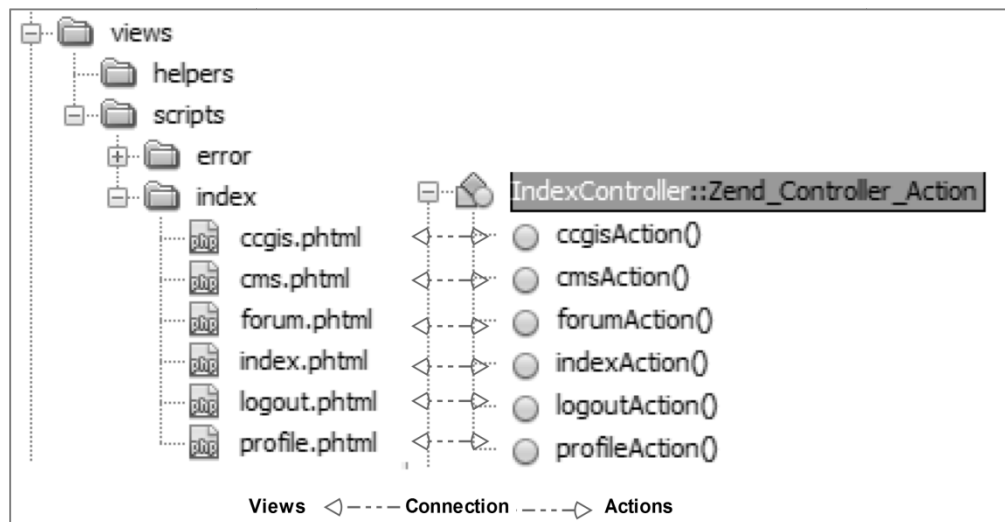 views
helpers
scripts
error
index
IndexController::Zend_Controller_Action
ccgis.phtml
ccgisAction()
cms.phtml
cmsAction()
forum.phtml
forumAction()
index.phtml
indexAction()
logout.phtml
logoutAction()
profile.phtml
profileAction()
Views Connection Actions